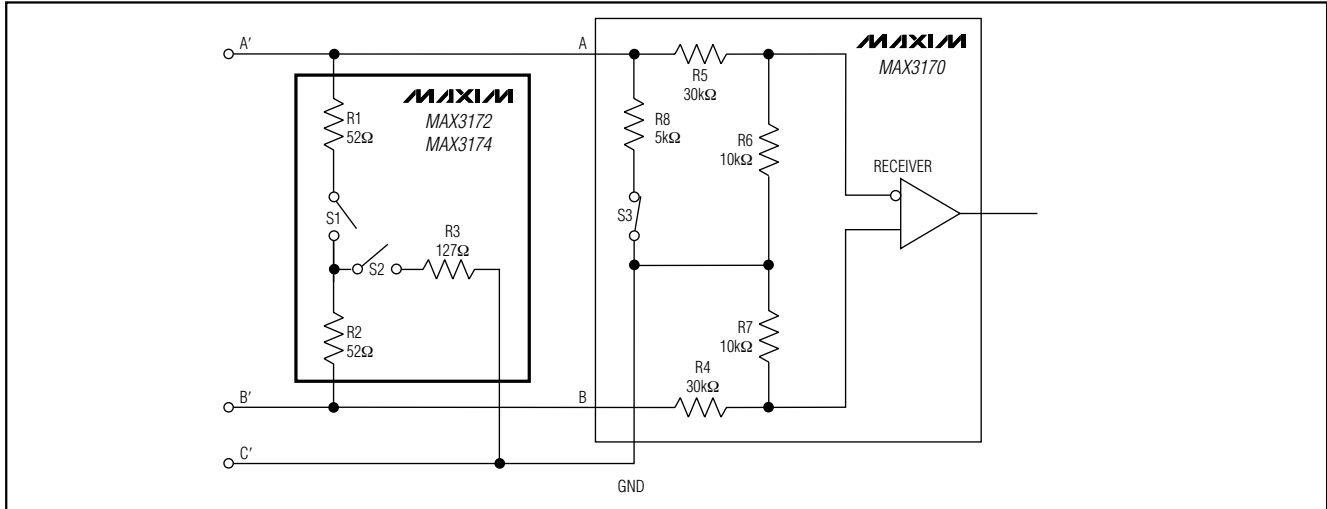 A′
A
MAXIM
MAX3170
R5
30kΩ
MAXIM
MAX3172
MAX3174
R1
52Ω
R8
5kΩ
R6
10kΩ
RECEIVER
S1
S3
R3
127Ω
S2
R2
52Ω
R7
10kΩ
R4
30kΩ
B′
B
C′
GND